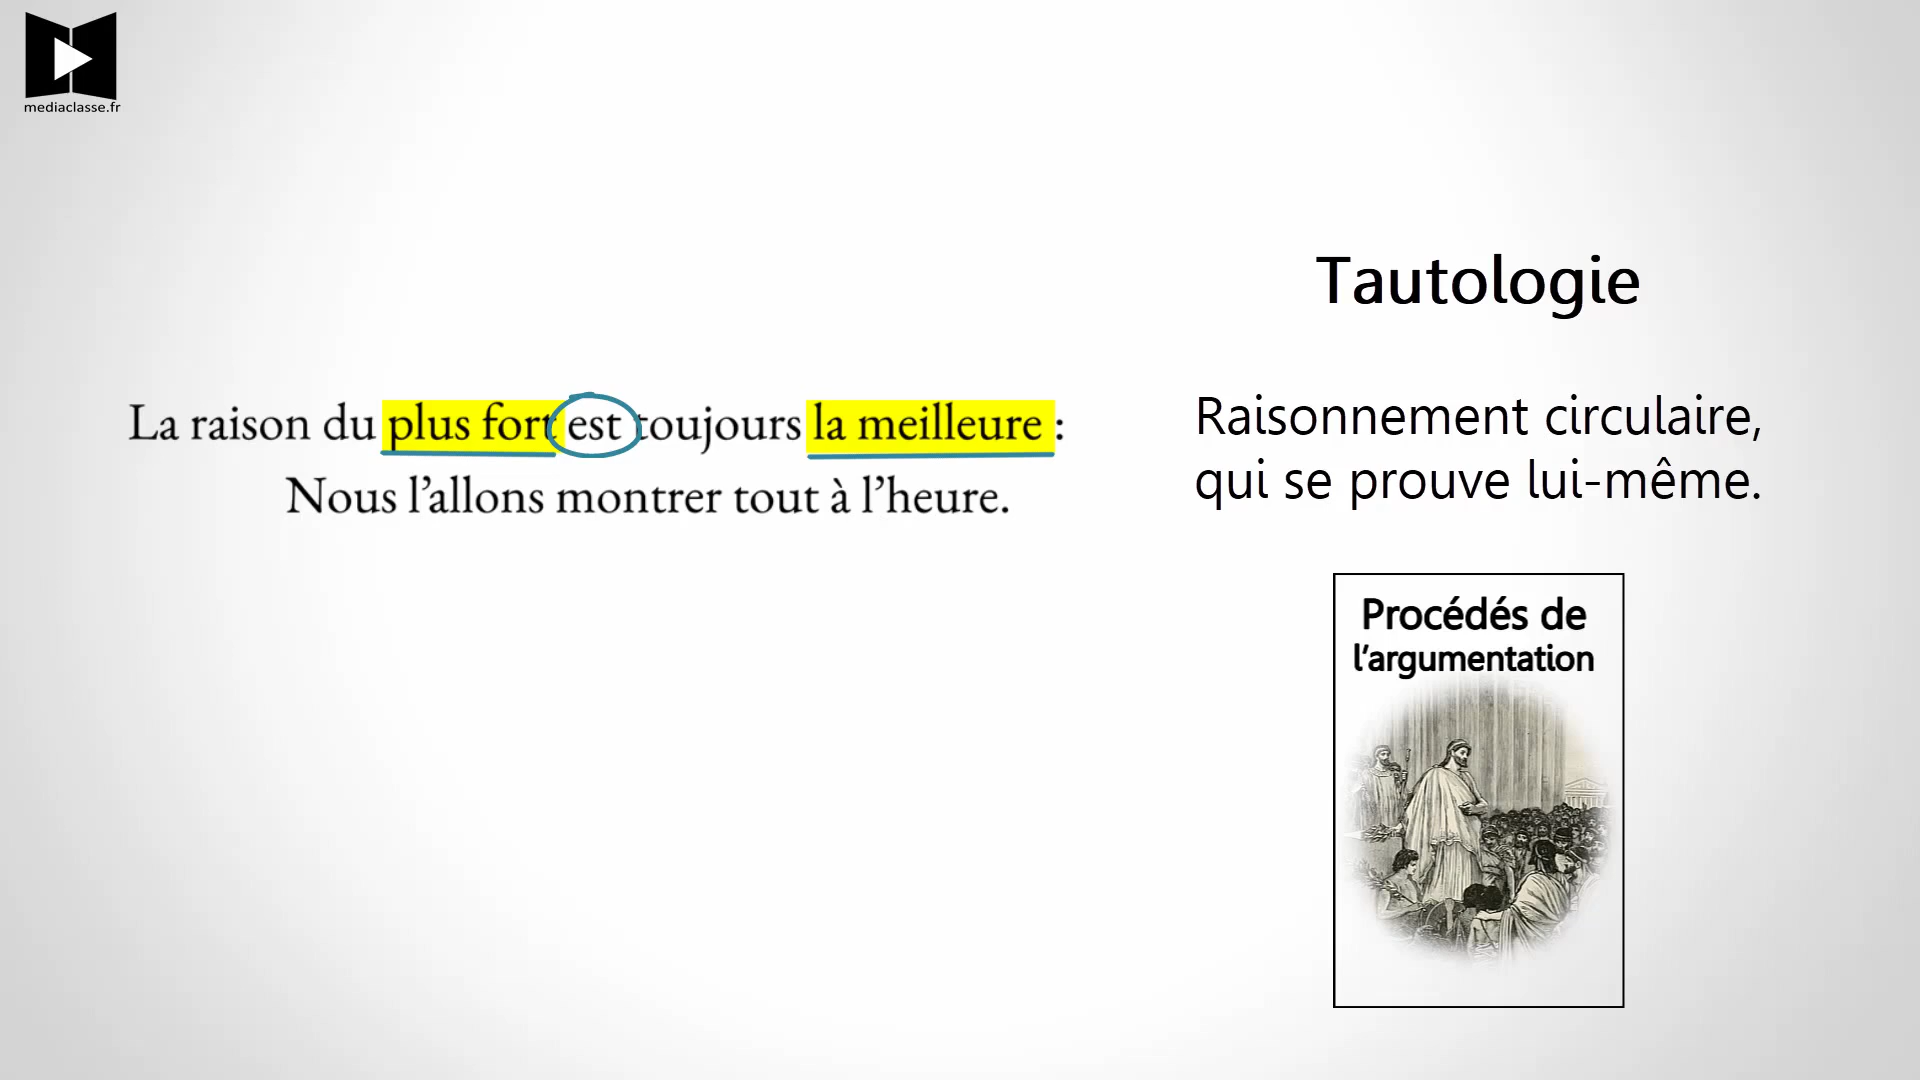 mediaclasse.fr
La raison du plus fort est toujours la meilleure :
Nous l’allons montrer tout à l’heure.
Tautologie
Raisonnement circulaire,
qui se prouve lui-même.
Procédés de
l’argumentation